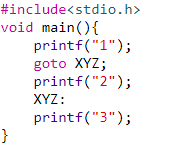 #include<stdio.h>
void main(){
    printf("1");
    goto XYZ;
    printf("2");
    XYZ:
    printf("3");
}